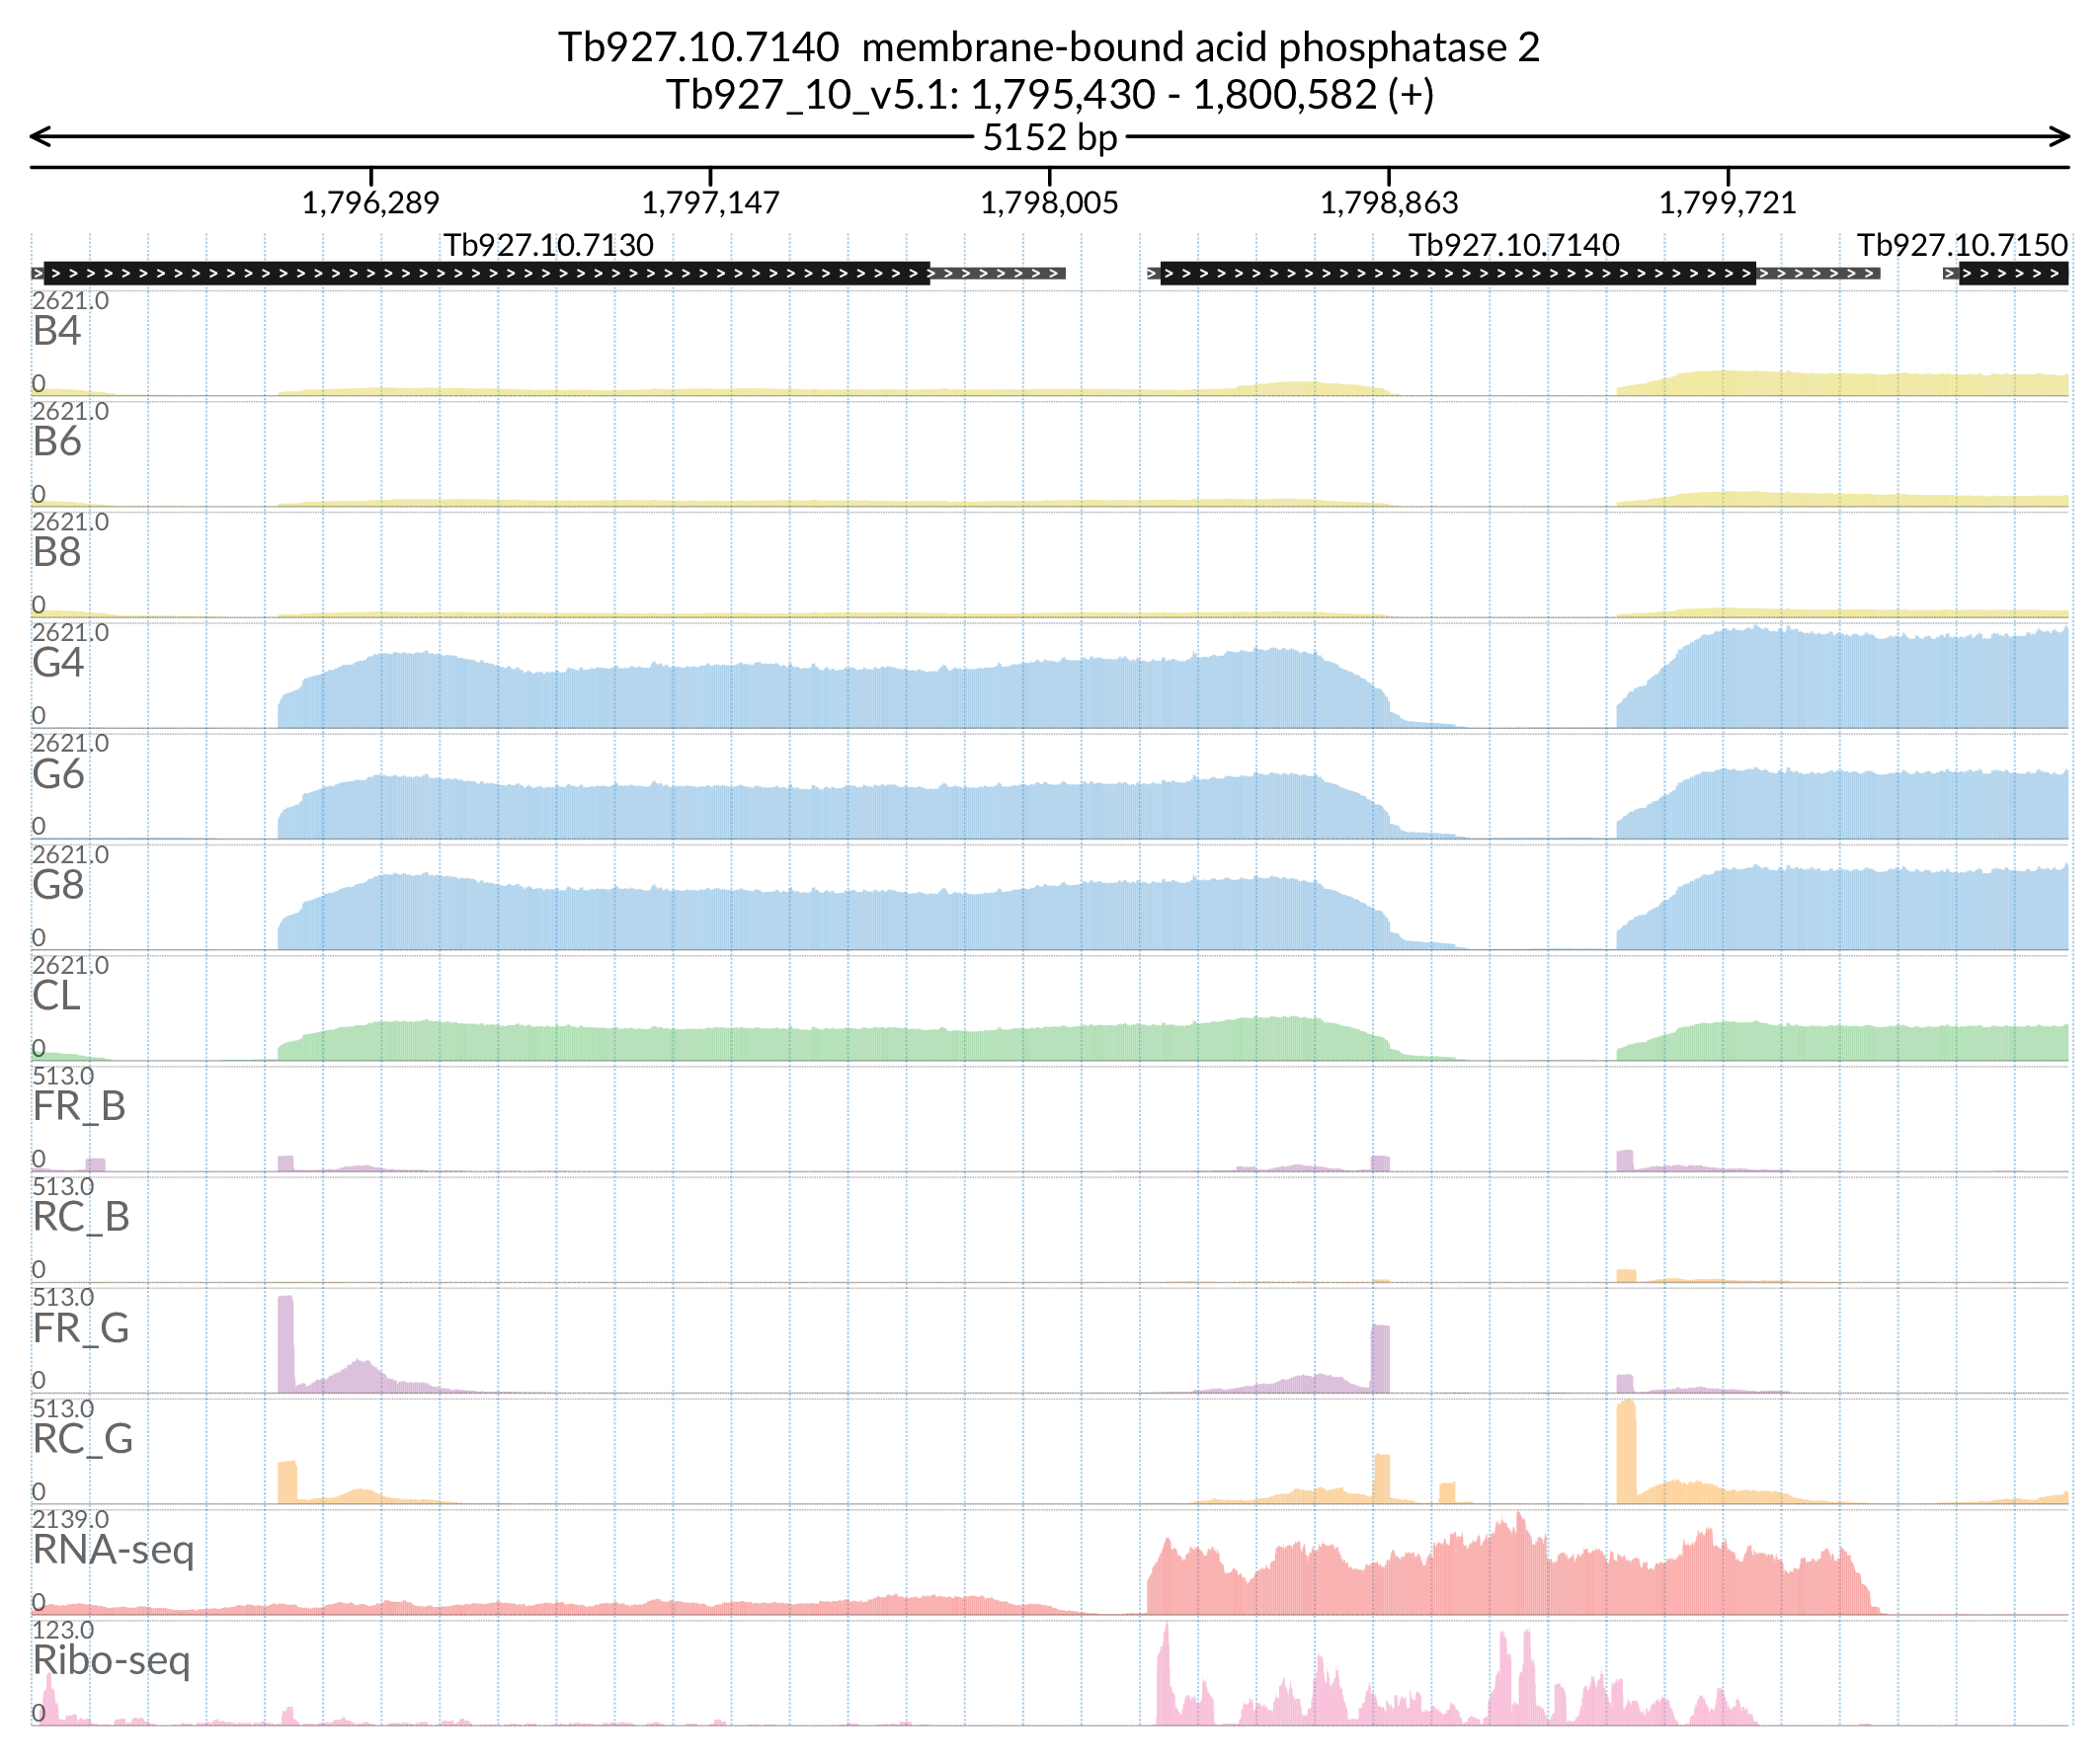 Tb927.10.7140  membrane-bound acid phosphatase 2
Tb927_10_v5.1: 1,795,430 - 1,800,582 (+)
5152 bp
1,796,289 1,797,147 1,798,005 1,798,863 1,799,721
Tb927.10.7130 Tb927.10.7140 Tb927.10.7150
2621.0
B4
0
2621.0
B6
0
2621.0
B8
0
2621.0
G4
0
2621.0
G6
0
2621.0
G8
0
2621.0
CL
0
513.0
FR_B
0
513.0
RC_B
0
513.0
FR_G
0
513.0
RC_G
0
2139.0
RNA-seq
0
123.0
Ribo-seq
0